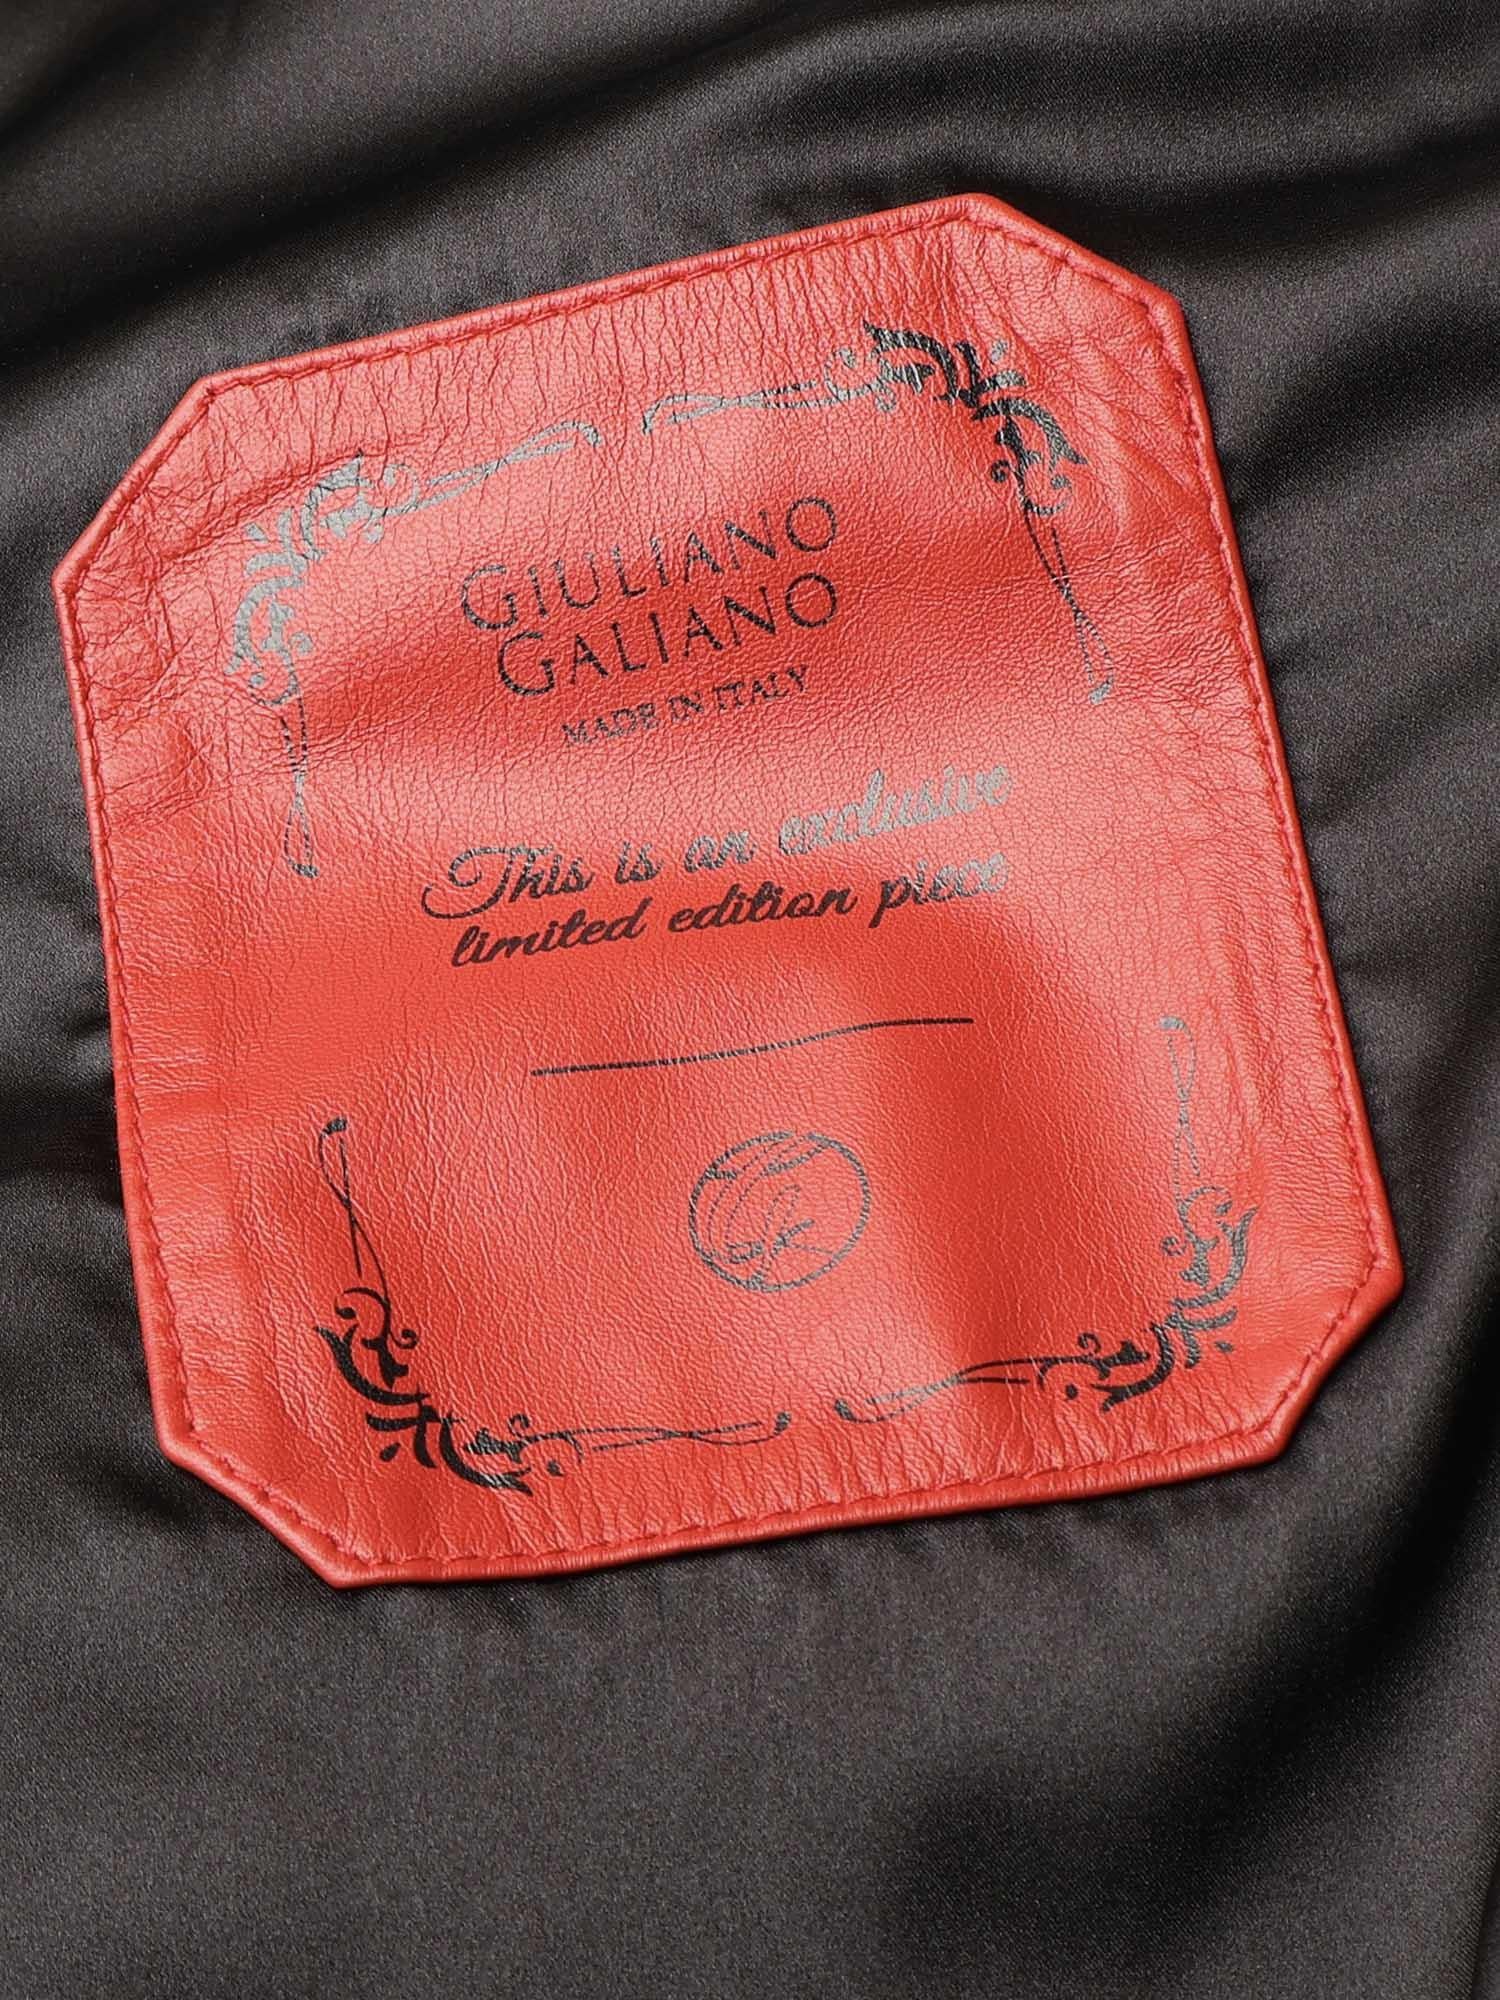 GIULIANO
GALIANO
MADE IN ITALY
This is an exclusive
limited edition piece